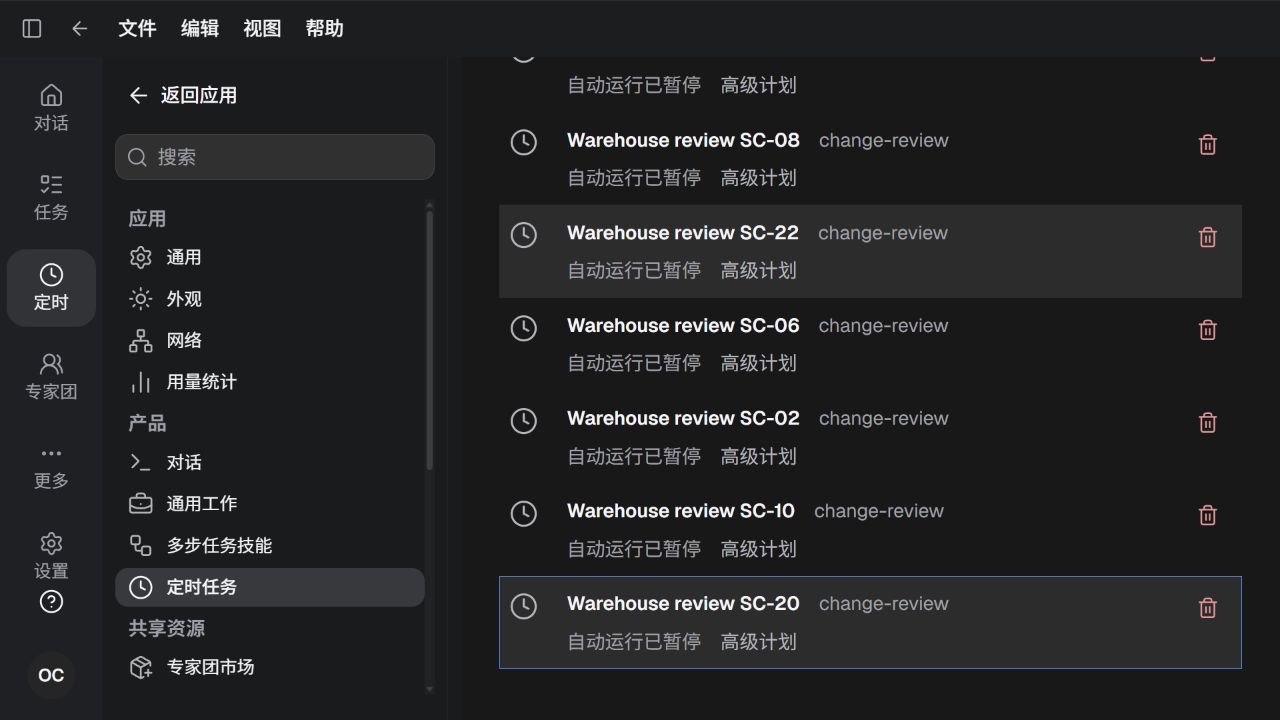 文件 编辑 视图 帮助
对话
任务
定时
专家团
更多
设置
OC
返回应用
搜索
应用
通用
外观
网络
用量统计
产品
对话
通用工作
多步任务技能
定时任务
共享资源
专家团市场
自动运行已暂停 高级计划
Warehouse review SC-08 change-review
自动运行已暂停 高级计划
Warehouse review SC-22 change-review
自动运行已暂停 高级计划
Warehouse review SC-06 change-review
自动运行已暂停 高级计划
Warehouse review SC-02 change-review
自动运行已暂停 高级计划
Warehouse review SC-10 change-review
自动运行已暂停 高级计划
Warehouse review SC-20 change-review
自动运行已暂停 高级计划